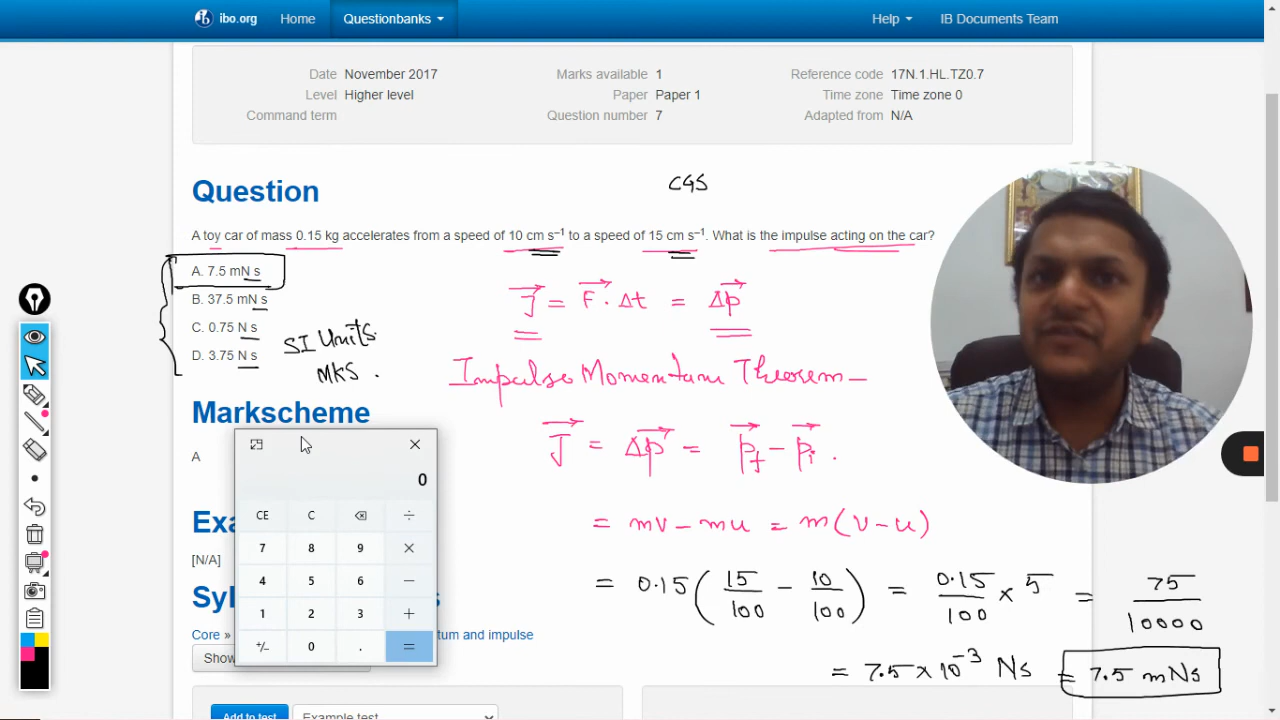 ibo.org Home Questionbanks Help IB Documents Team
Date November 2017 Marks available 1 Reference code 17N.1.HL.TZ0.7
Level Higher level Paper Paper 1 Time zone Time zone 0
Command term Question number 7 Adapted from N/A
Question
CGS
A toy car of mass 0.15 kg accelerates from a speed of 10 cm s⁻¹ to a speed of 15 cm s⁻¹. What is the impulse acting on the car?
A. 7.5 mN s
B. 37.5 mN s
C. 0.75 N s
D. 3.75 N s
SI Units
MKS.
J⃗ = F⃗ · Δt = Δp⃗
Impulse Momentum Theorem –
J⃗ = Δp⃗ = p⃗f – p⃗i.
= mv – mu = m(v – u)
= 0.15 (15/100 – 10/100) = 0.15/100 × 5 = 75/10000
= 7.5 × 10⁻³ Ns = 7.5 mNs
Markscheme
A
0
CE C ⌫ ÷
7 8 9 ×
4 5 6 −
1 2 3 +
+/- 0 . =
Exa
[N/A]
Syl s
Core » tum and impulse
Show
Add to test Example test